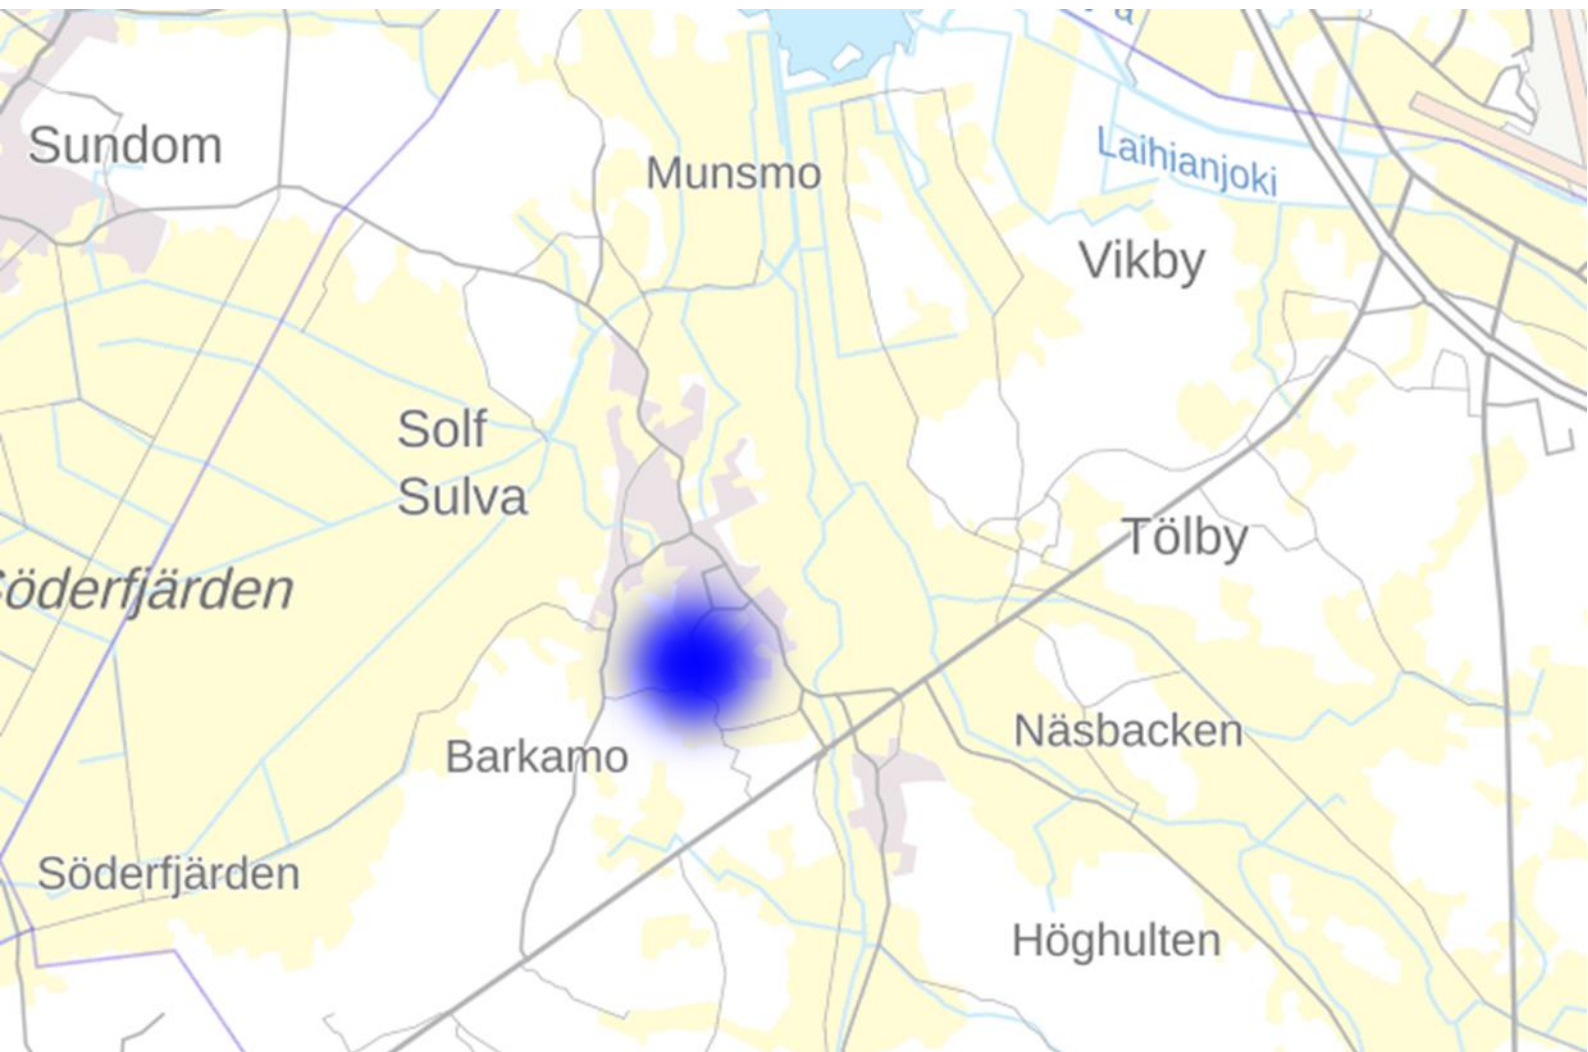 Sundom
Munsmo
Laihianjoki
Vikby
Solf
Sulva
Tölby
Söderfjärden
Näsbacken
Barkamo
Söderfjärden
Höghulten